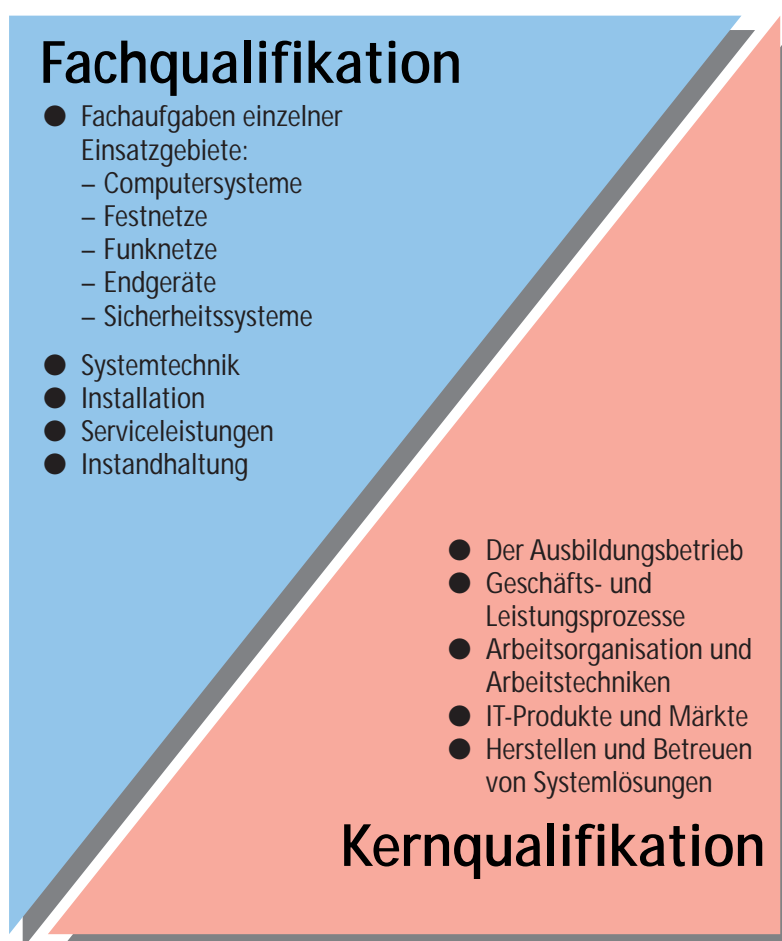 Fachqualifikation
● Fachaufgaben einzelner
Einsatzgebiete:
– Computersysteme
– Festnetze
– Funknetze
– Endgeräte
– Sicherheitssysteme
● Systemtechnik
● Installation
● Serviceleistungen
● Instandhaltung
● Der Ausbildungsbetrieb
● Geschäfts- und
Leistungsprozesse
● Arbeitsorganisation und
Arbeitstechniken
● IT-Produkte und Märkte
● Herstellen und Betreuen
von Systemlösungen
Kernqualifikation